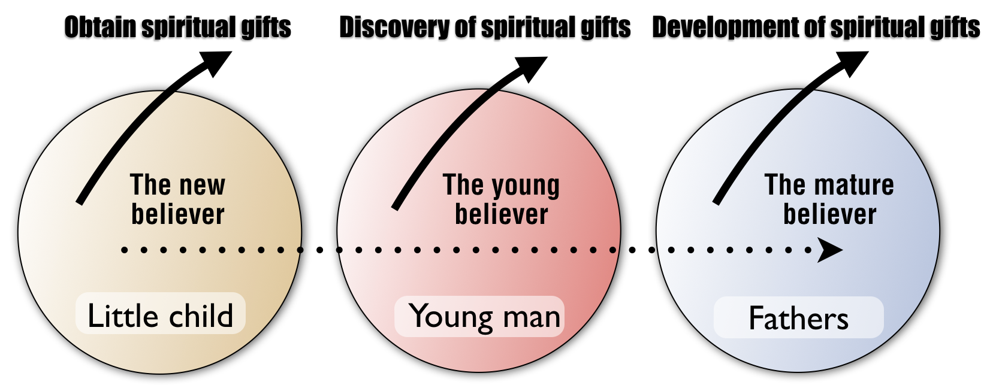 Obtain spiritual gifts
Discovery of spiritual gifts
Development of spiritual gifts
The new
believer
The young
believer
The mature
believer
Little child
Young man
Fathers